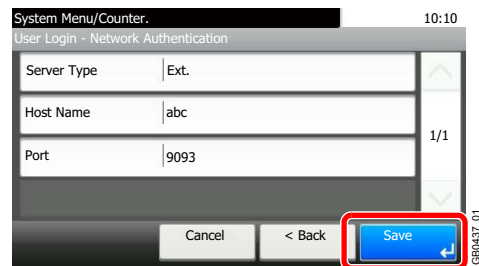 System Menu/Counter. 10:10
User Login - Network Authentication
Server Type Ext.
Host Name abc
1/1
Port 9093
Cancel < Back Save
GB0437_01